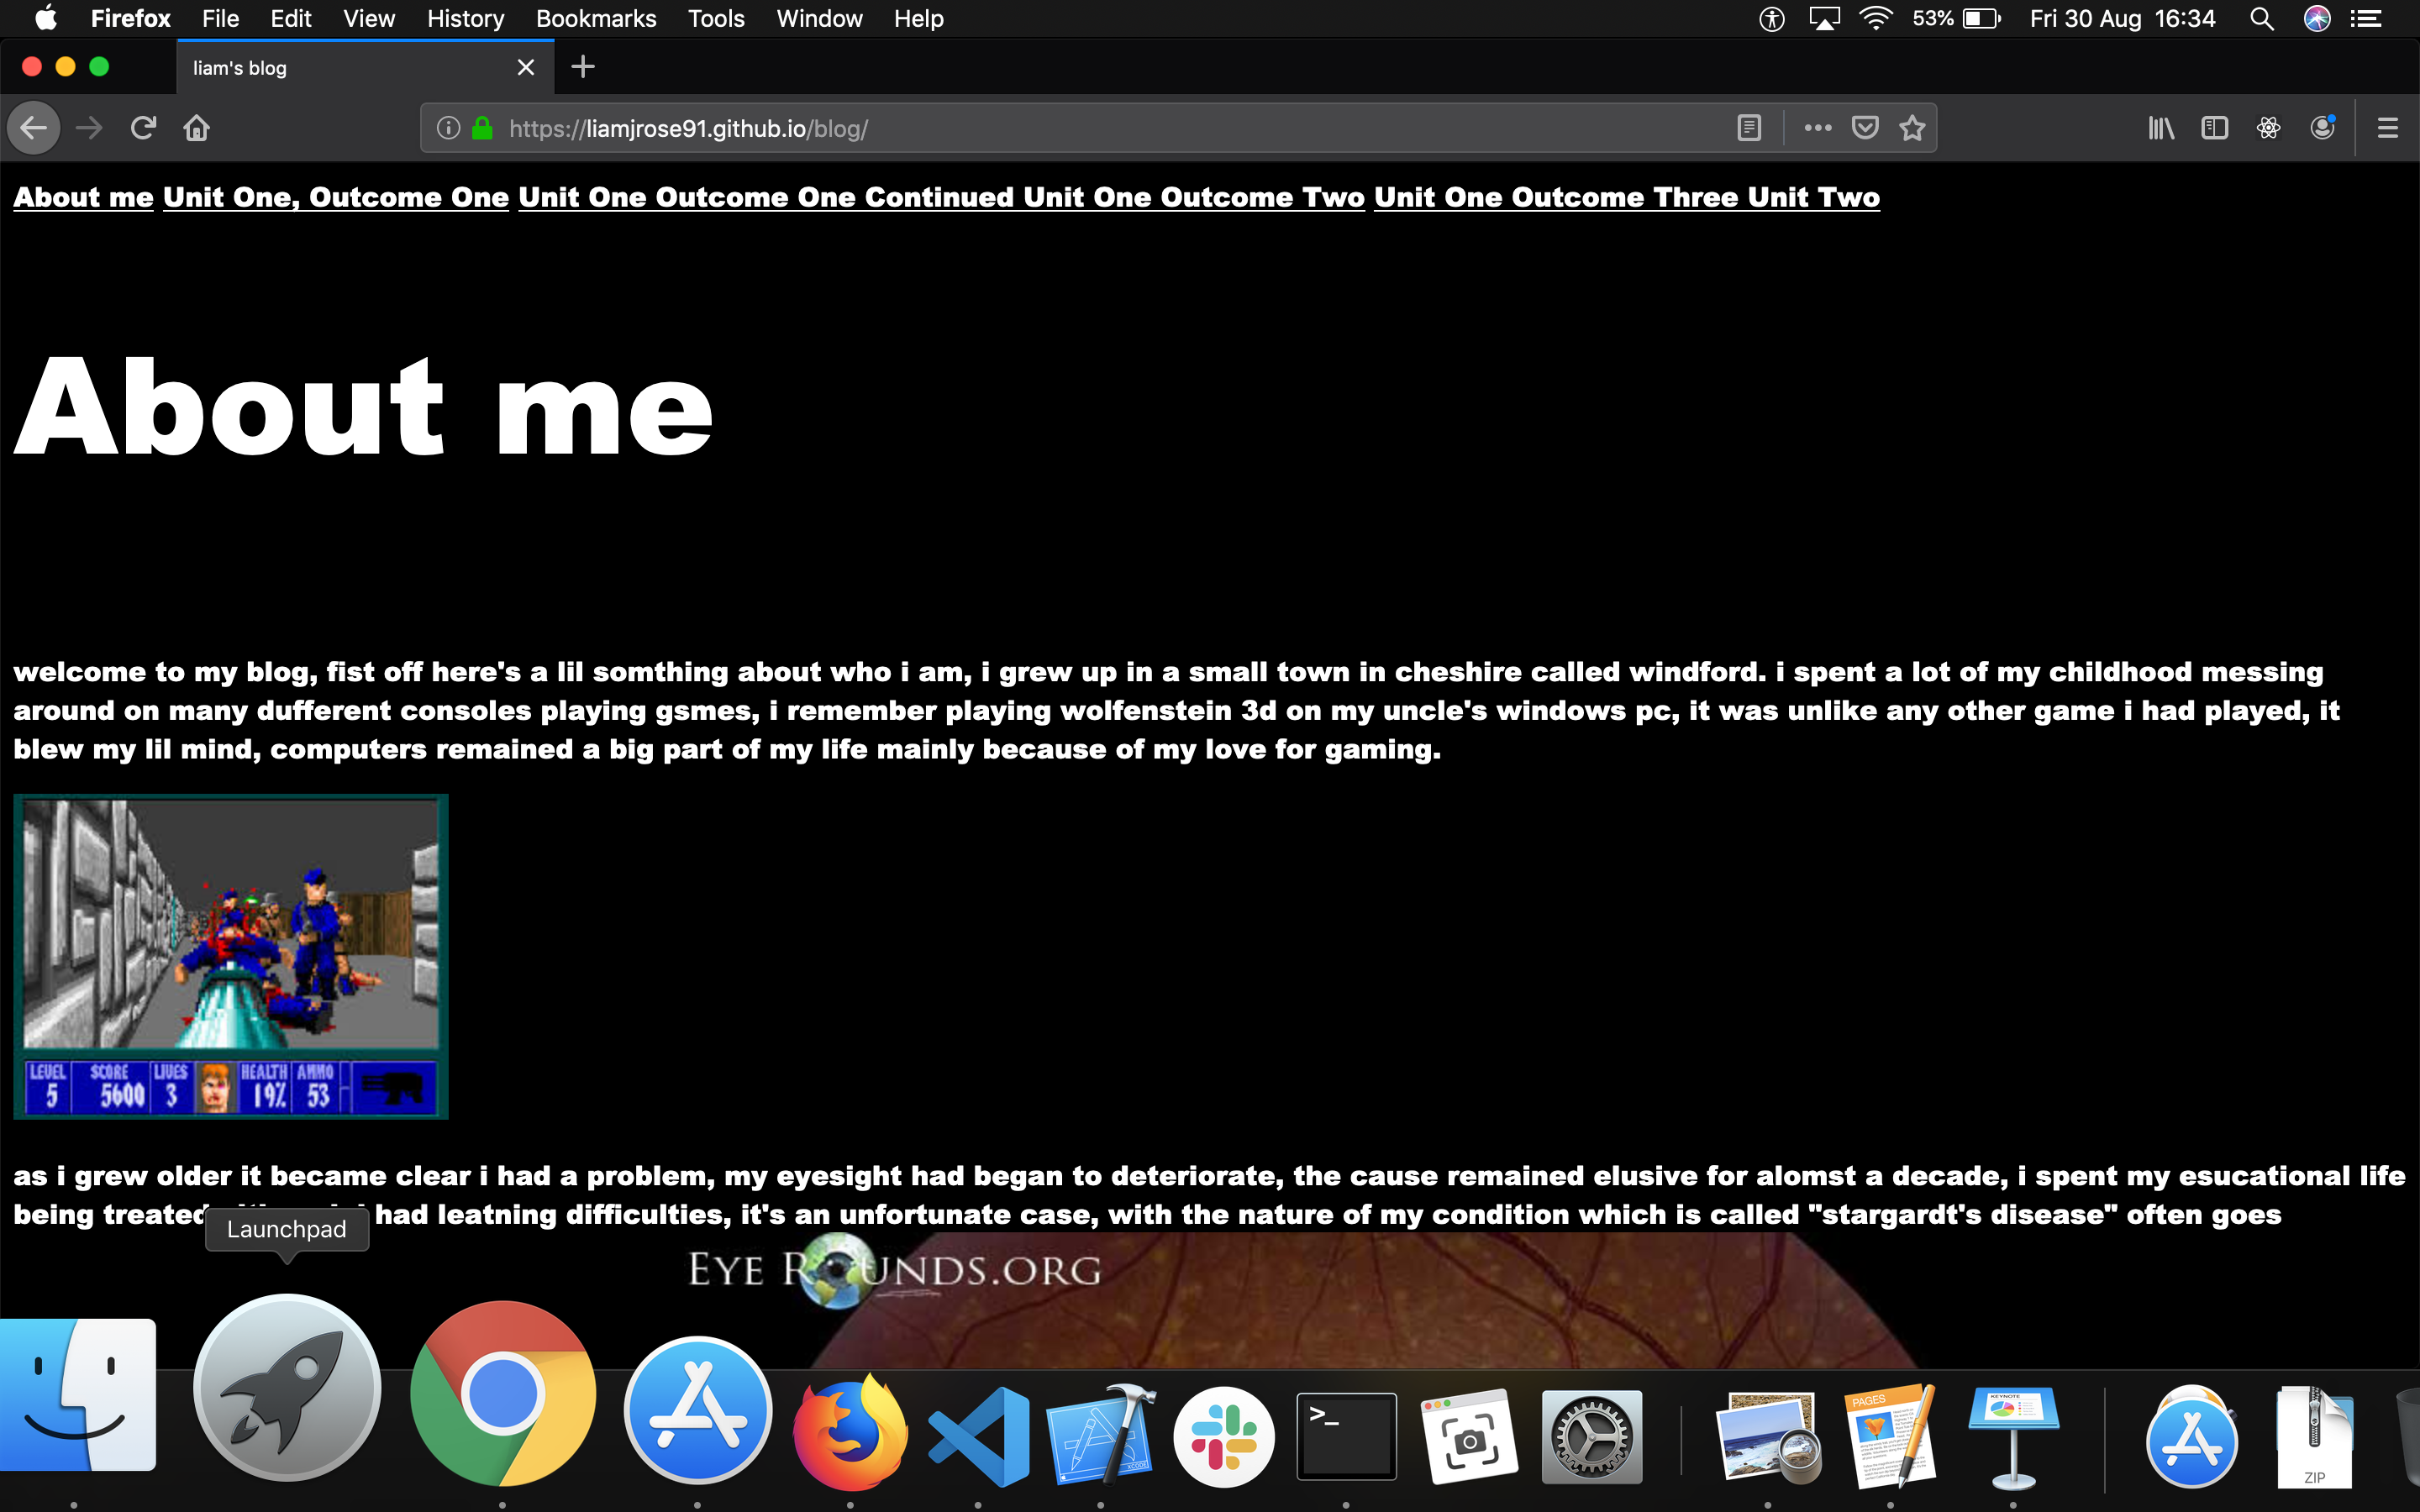 Firefox File Edit View History Bookmarks Tools Window Help 53% Fri 30 Aug 16:34
liam's blog
https://liamjrose91.github.io/blog/
About me Unit One, Outcome One Unit One Outcome One Continued Unit One Outcome Two Unit One Outcome Three Unit Two
About me
welcome to my blog, fist off here's a lil somthing about who i am, i grew up in a small town in cheshire called windford. i spent a lot of my childhood messing
around on many dufferent consoles playing gsmes, i remember playing wolfenstein 3d on my uncle's windows pc, it was unlike any other game i had played, it
blew my lil mind, computers remained a big part of my life mainly because of my love for gaming.
LEVEL SCORE LIVES HEALTH AMMO
5 5600 3 19% 53
as i grew older it became clear i had a problem, my eyesight had began to deteriorate, the cause remained elusive for alomst a decade, i spent my esucational life
being treated had leatning difficulties, it's an unfortunate case, with the nature of my condition which is called "stargardt's disease" often goes
Launchpad
EYE ROUNDS.ORG
>_
PAGES
KEYNOTE
XCODE
ZIP